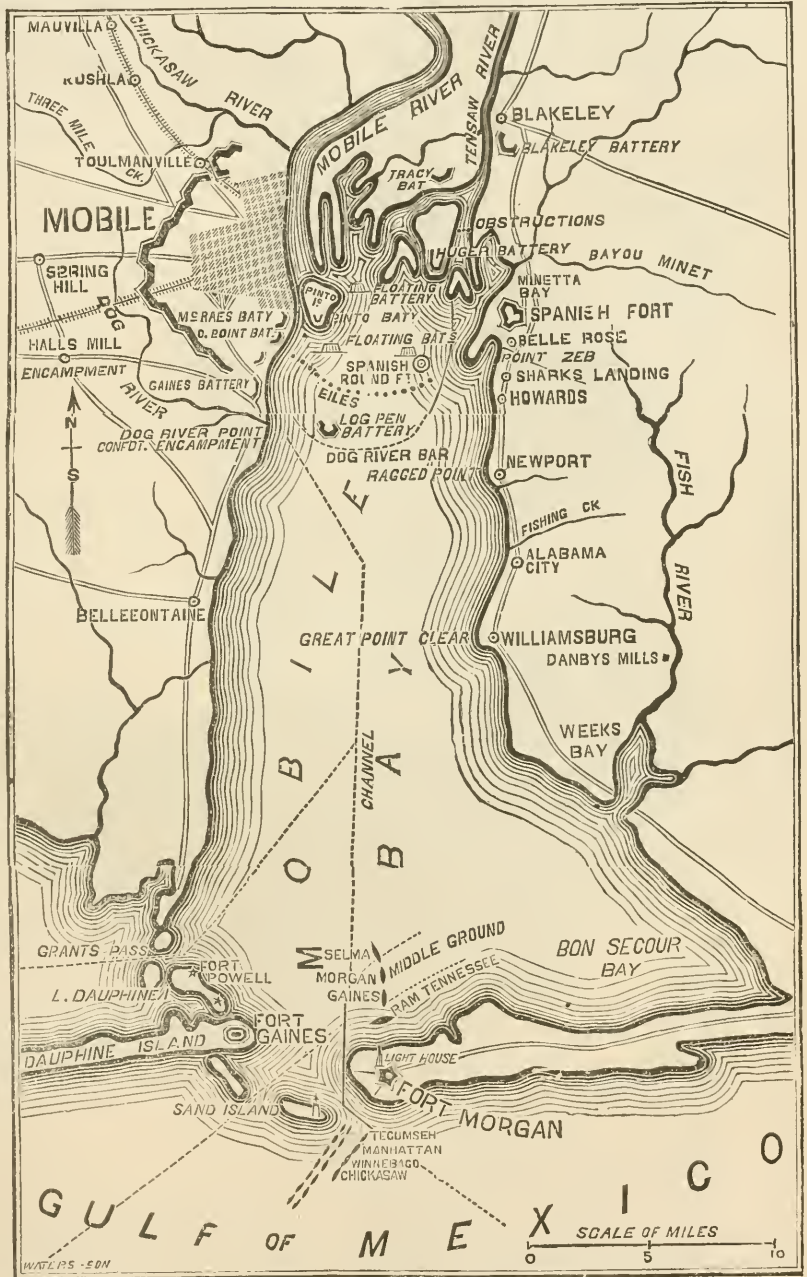 MAUVILLA
CHICKASAW RIVER
KUSHLA
THREE MILE CK.
TOULMANVILLE
MOBILE RIVER
TENSAW RIVER
BLAKELEY
BLAKELEY BATTERY
TRACY BAT
MOBILE
OBSTRUCTIONS
HUGER BATTERY
BAYOU MINET
SPRING HILL
DOG RIVER
PINTO IS
FLOATING BATTERY
MINETTA BAY
PINTO BATY
SPANISH FORT
McRAES BATY
C. POINT BAT.
FLOATING BATS
BELLE ROSE
POINT ZEB
HALLS MILL
ENCAMPMENT
SPANISH ROUND FT.
SHARKS LANDING
GAINES BATTERY
EILES
HOWARDS
LOG PEN BATTERY
DOG RIVER POINT
CONFDT. ENCAMPMENT
DOG RIVER BAR
RAGGED POINT
NEWPORT
N
S
FISH RIVER
FISHING CK
ALABAMA CITY
BELLEFONTAINE
GREAT POINT CLEAR
WILLIAMSBURG
DANBYS MILLS
WEEKS BAY
CHANNEL
MOBILE BAY
GRANTS PASS
SELMA
MIDDLE GROUND
BON SECOUR BAY
FORT POWELL
MORGAN
GAINES
RAM TENNESSEE
L. DAUPHINE I
FORT GAINES
DAUPHINE ISLAND
LIGHT HOUSE
SAND ISLAND
FORT MORGAN
TECUMSEH
MANHATTAN
WINNEBAGO
CHICKASAW
GULF OF MEXICO
SCALE OF MILES
0 5 10
WATERS-SON